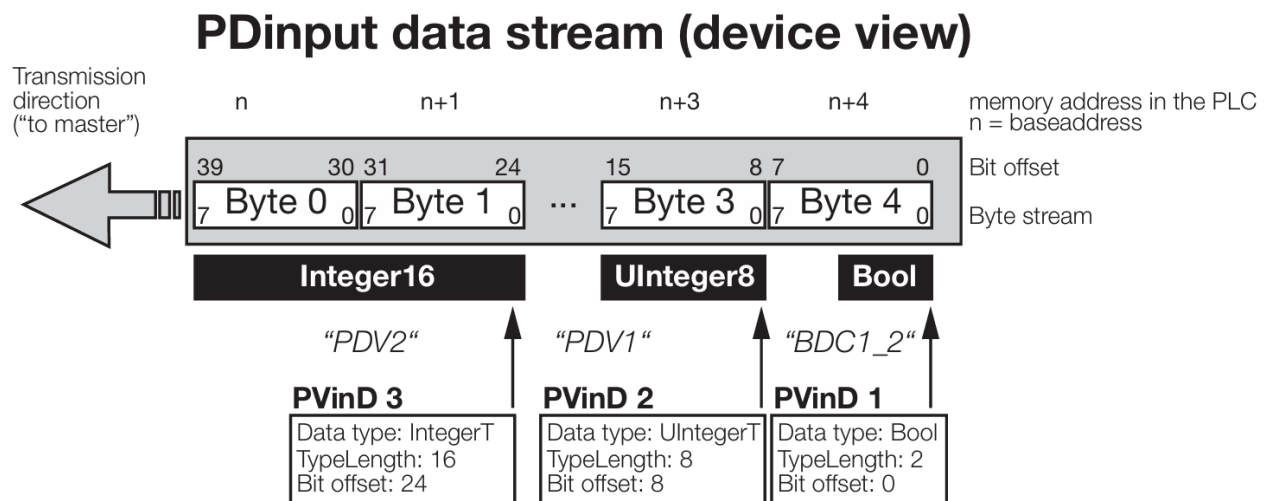 PDinput data stream (device view)
Transmission
direction
("to master")
n n+1 n+3 n+4
memory address in the PLC
n = baseaddress
39 30 31 24 15 8 7 0 Bit offset
7 Byte 0 0 7 Byte 1 0 ... 7 Byte 3 0 7 Byte 4 0 Byte stream
Integer16 UInteger8 Bool
“PDV2“ “PDV1“ “BDC1_2“
PVinD 3
Data type: IntegerT
TypeLength: 16
Bit offset: 24
PVinD 2
Data type: UIntegerT
TypeLength: 8
Bit offset: 8
PVinD 1
Data type: Bool
TypeLength: 2
Bit offset: 0